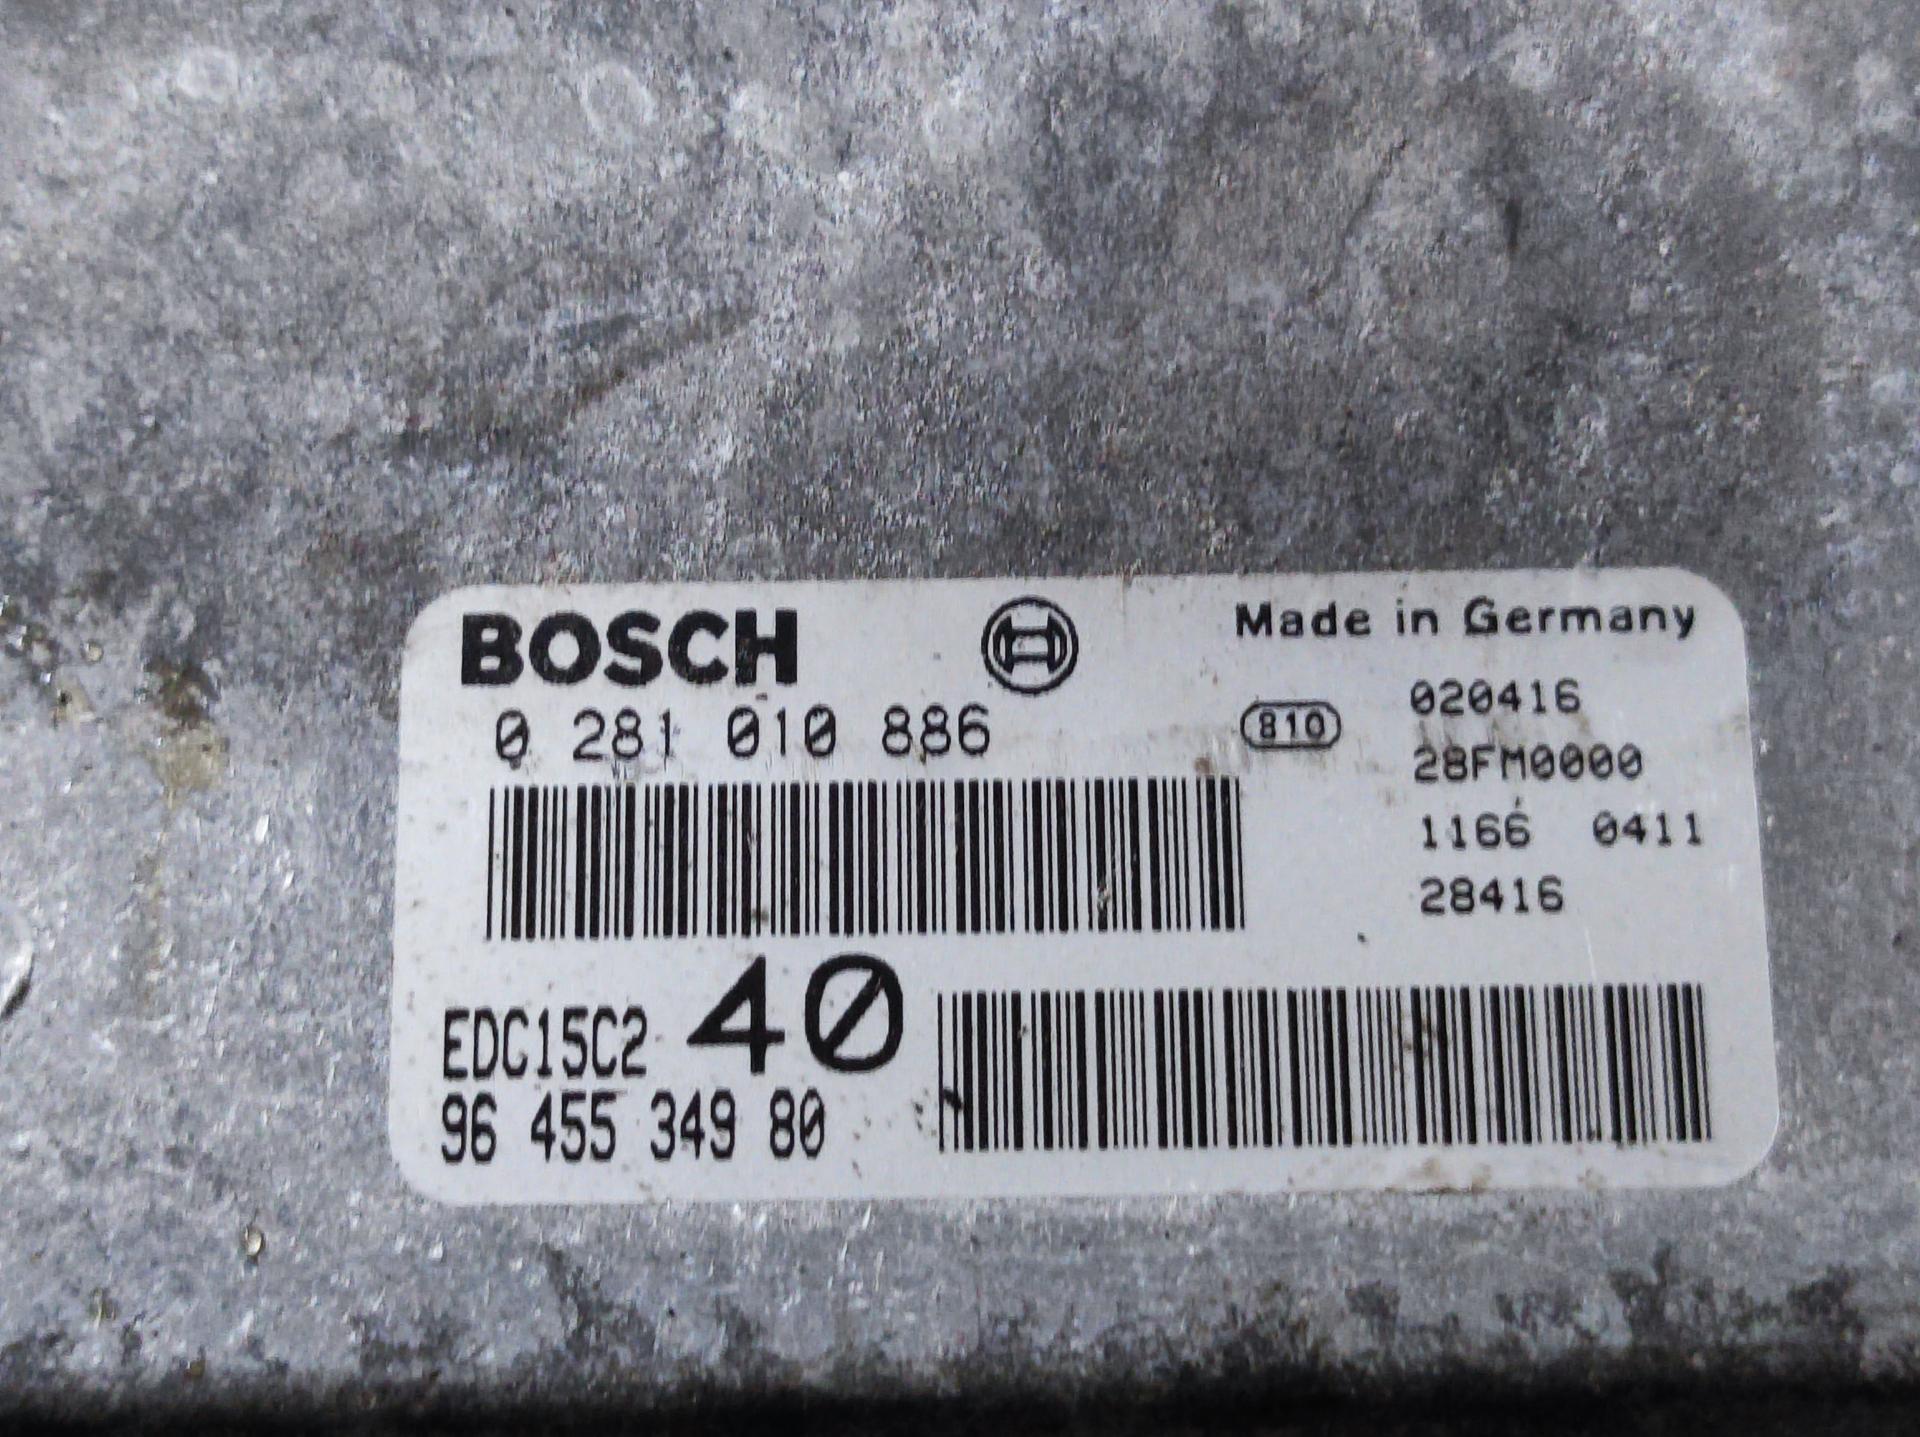 BOSCH
Made in Germany
0 281 010 886
810
020416
28FM0000
1166 0411
28416
EDC15C2 40
96 455 349 80